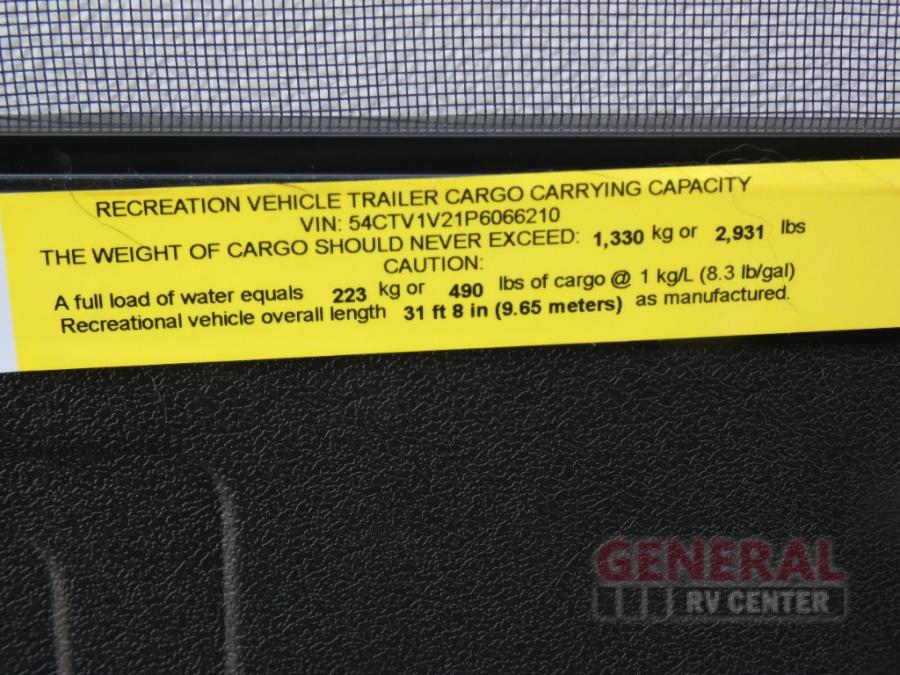 RECREATION VEHICLE TRAILER CARGO CARRYING CAPACITY
VIN: 54CTV1V21P6066210
THE WEIGHT OF CARGO SHOULD NEVER EXCEED: 1,330 kg or 2,931 lbs
CAUTION:
A full load of water equals 223 kg or 490 lbs of cargo @ 1 kg/L (8.3 lb/gal)
Recreational vehicle overall length 31 ft 8 in (9.65 meters) as manufactured.
GENERAL
RV CENTER